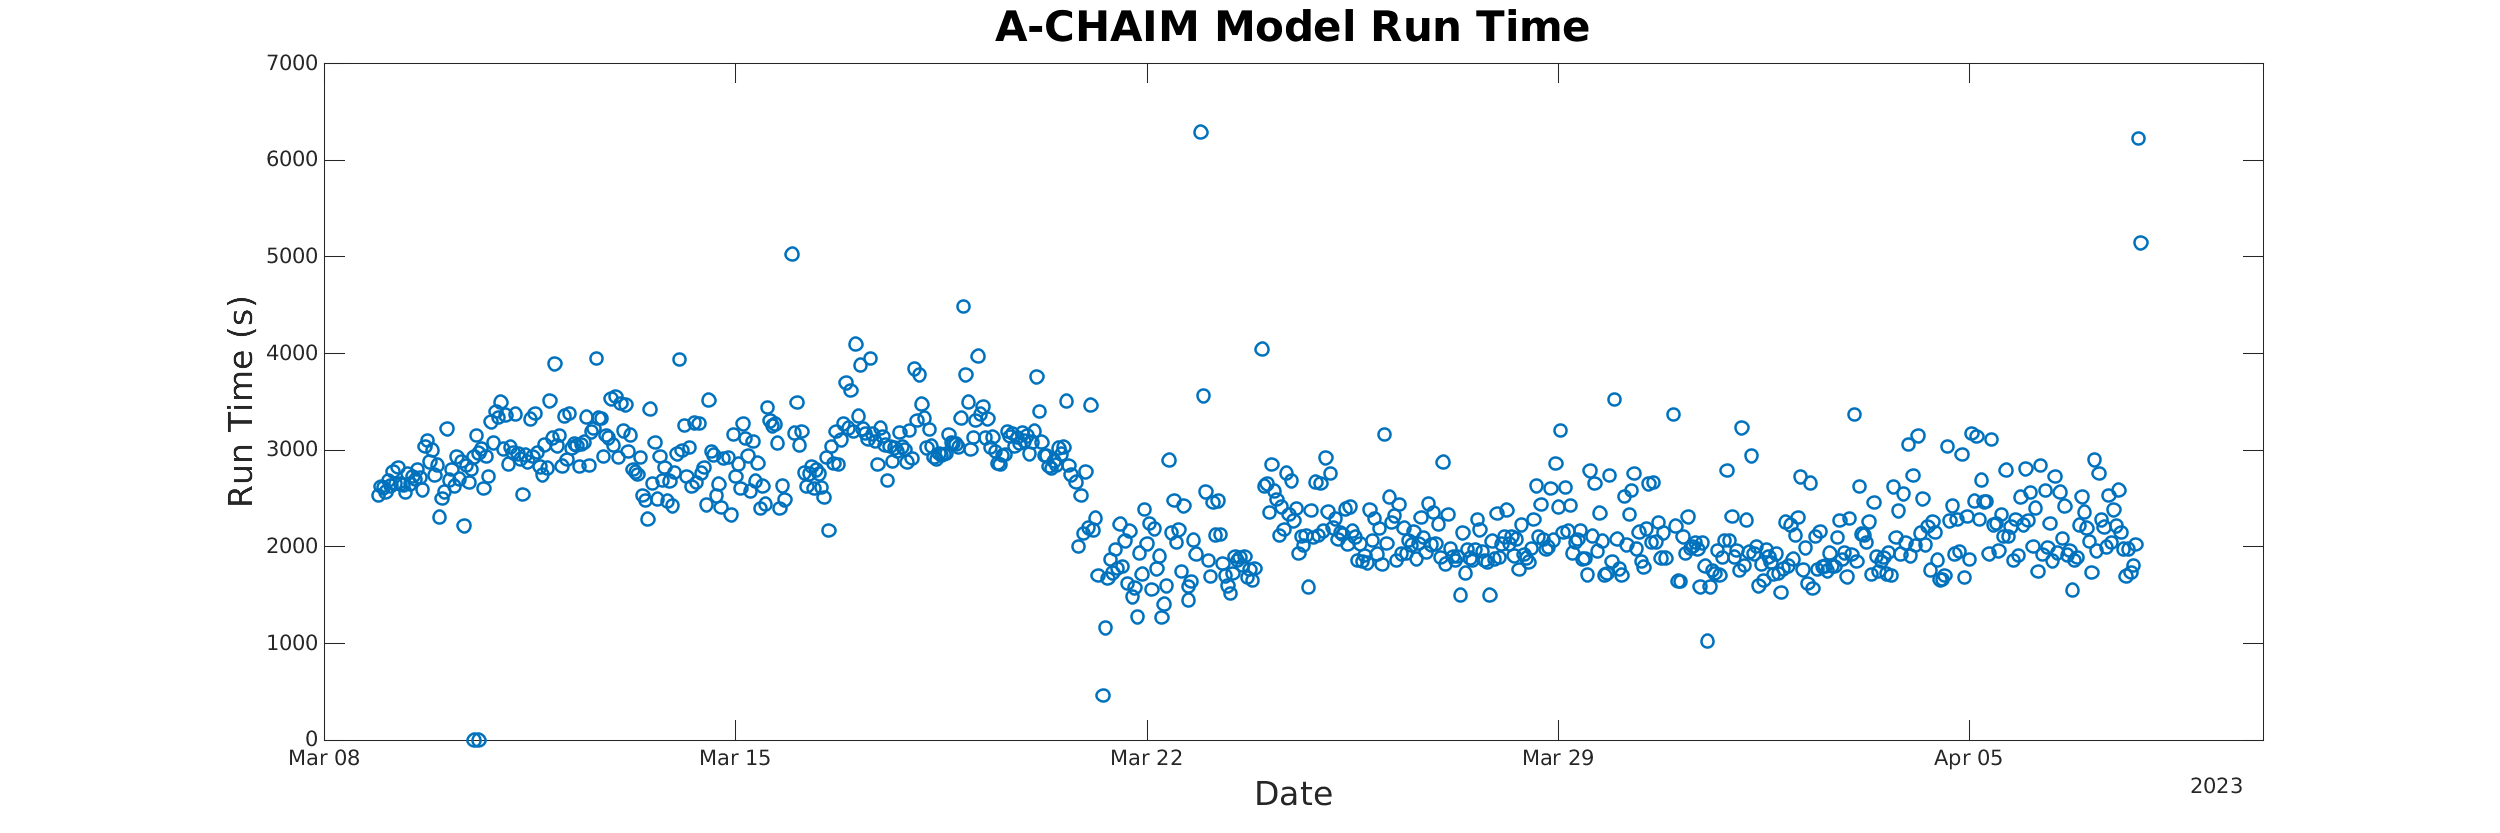 A-CHAIM Model Run Time
7000
6000
5000
4000
3000
2000
1000
0
Run Time (s)
Mar 08
Mar 15
Mar 22
Mar 29
Apr 05
2023
Date